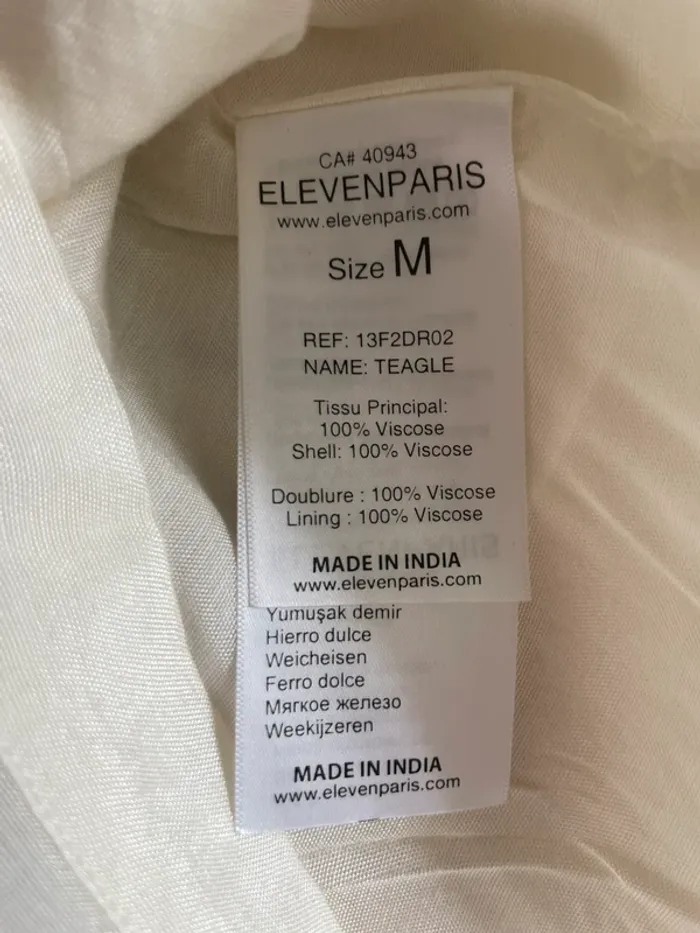 CA# 40943
ELEVENPARIS
www.elevenparis.com
Size M
REF: 13F2DR02
NAME: TEAGLE
Tissu Principal:
100% Viscose
Shell: 100% Viscose
Doublure : 100% Viscose
Lining : 100% Viscose
MADE IN INDIA
www.elevenparis.com
Yumuşak demir
Hierro dulce
Weicheisen
Ferro dolce
Мягкое железо
Weekijzeren
MADE IN INDIA
www.elevenparis.com